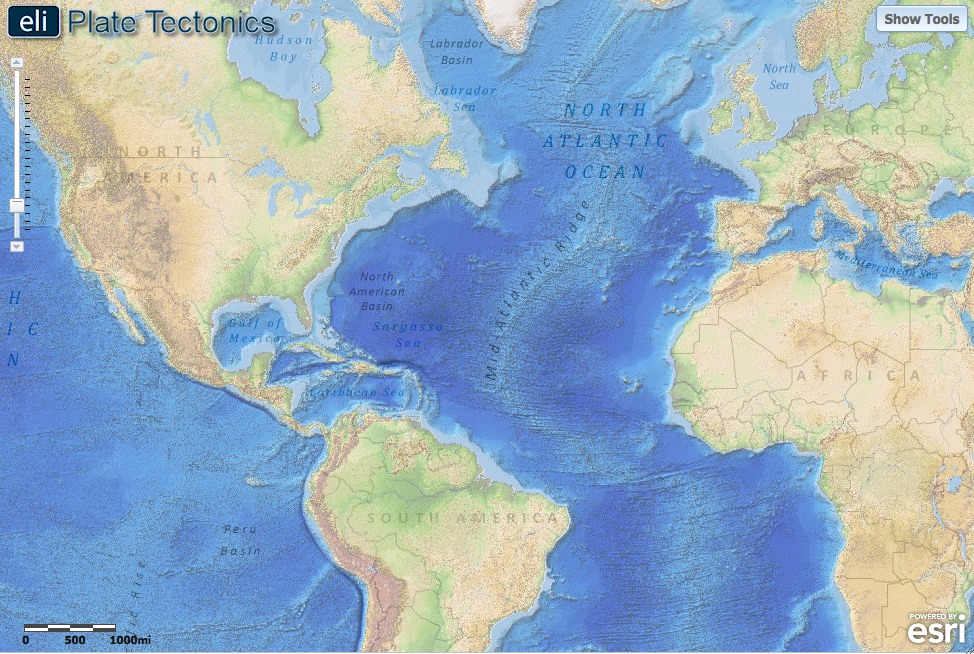 eli Plate Tectonics
Show Tools
Hudson
Bay
Labrador
Basin
Labrador
Sea
North
Sea
NORTH
ATLANTIC
OCEAN
EUROPE
NORTH
AMERICA
Mid-Atlantic Ridge
Mediterranean Sea
North
American
Basin
Sargasso
Sea
H
I C
N
Gulf of
Mexico
AFRICA
Caribbean Sea
SOUTH AMERICA
Peru
Basin
Rise
0 500 1000mi
POWERED BY
esri